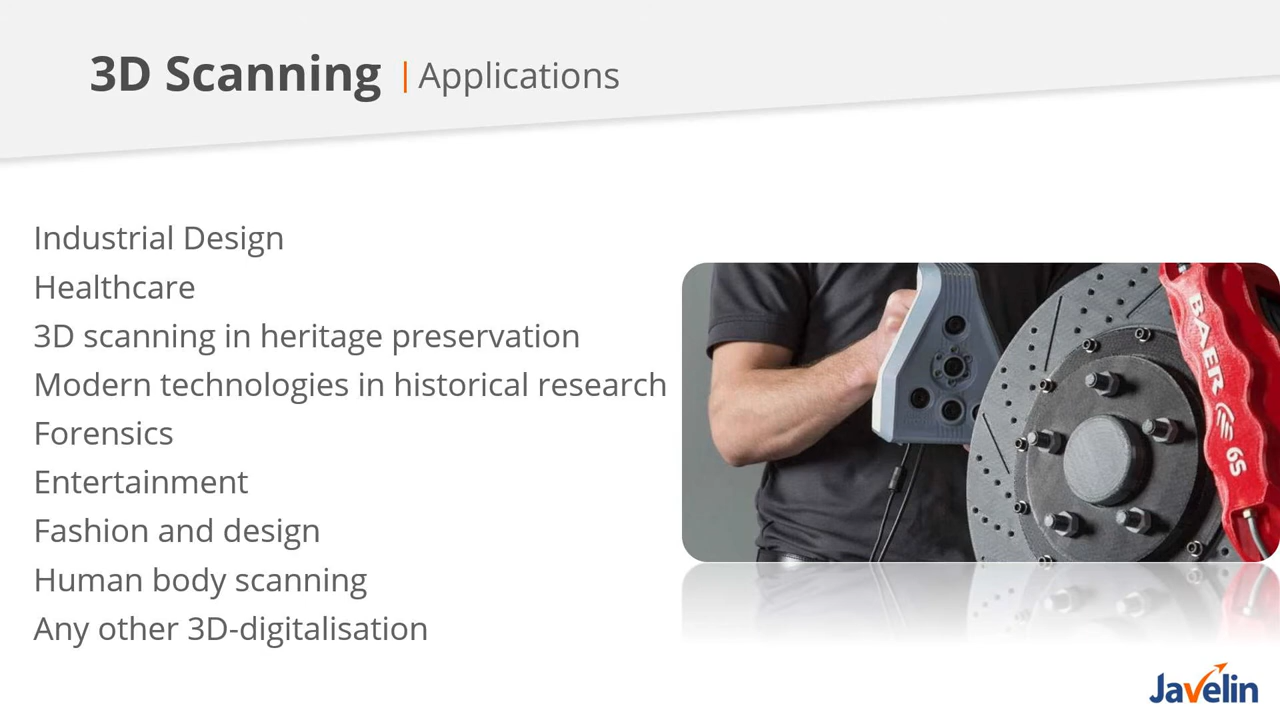 3D Scanning | Applications
Industrial Design
Healthcare
3D scanning in heritage preservation
Modern technologies in historical research
Forensics
Entertainment
Fashion and design
Human body scanning
Any other 3D-digitalisation
BAER 6S
Javelin